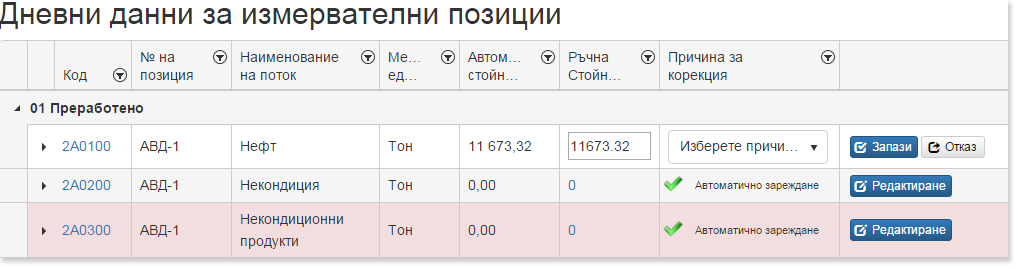 Дневни данни за измервателни позиции
Код № на позиция Наименование на поток Ме... ед... Автом... стойн... Ръчна Стойн... Причина за корекция
01 Преработено
2A0100 АВД-1 Нефт Тон 11 673,32 11673.32 Изберете причи... Запази Отказ
2A0200 АВД-1 Некондиция Тон 0,00 0 Автоматично зареждане Редактиране
2A0300 АВД-1 Некондиционни продукти Тон 0,00 0 Автоматично зареждане Редактиране